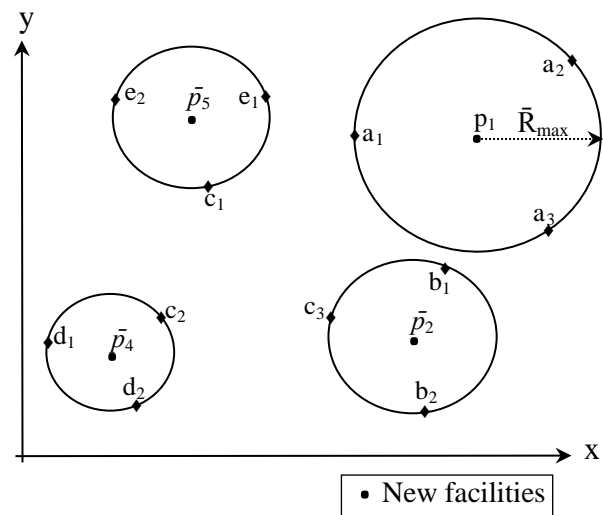 y
a₂
e₂
p̄₅
e₁
p₁
R̄max
a₁
c₁
a₃
b₁
c₂
c₃
d₁
p̄₄
p̄₂
d₂
b₂
x
New facilities